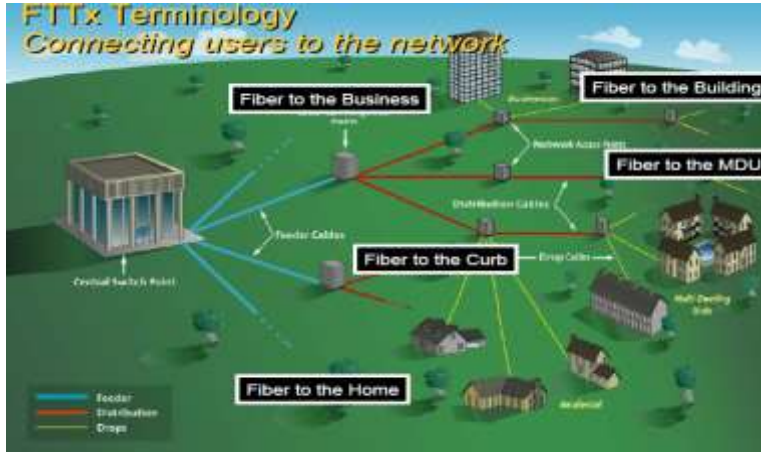 FTTx Terminology
Connecting users to the network
Fiber to the Building
Fiber to the Business
Network Access Point
Fiber to the MDU
Distribution Cables
Feeder Cables
Fiber to the Curb
Drop Cables
Central Switch Point
Multi Dwelling
Units
Fiber to the Home
Residential
Feeder
Distribution
Drops